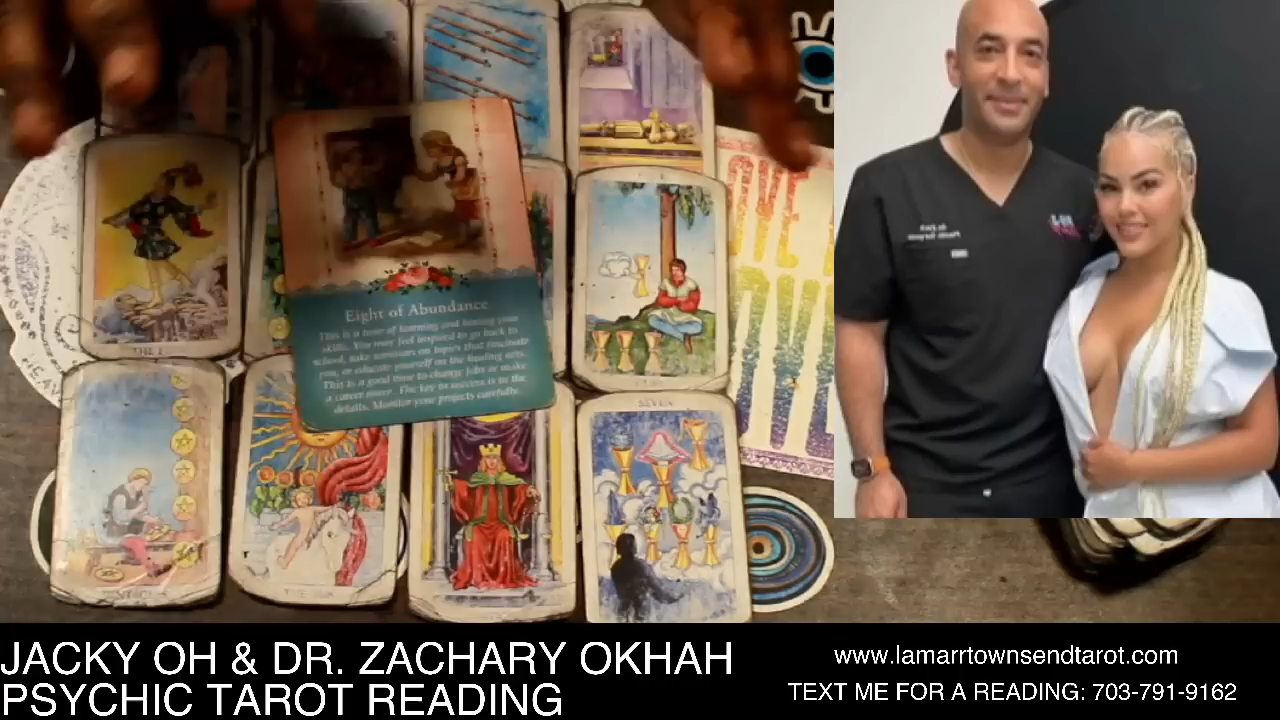 THE F
Eight of Abundance
This is a time of learning and honing your
skills. You may feel inspired to go back to
school, take seminars on topics that fascinate
you, or educate yourself on the healing arts.
This is a good time to change jobs or make
a career move. The key to success is in the
details. Monitor your projects carefully.
SEVEN
PENTACLES
THE SUN
JACKY OH & DR. ZACHARY OKHAH
PSYCHIC TAROT READING
www.lamarrtownsendtarot.com
TEXT ME FOR A READING: 703-791-9162